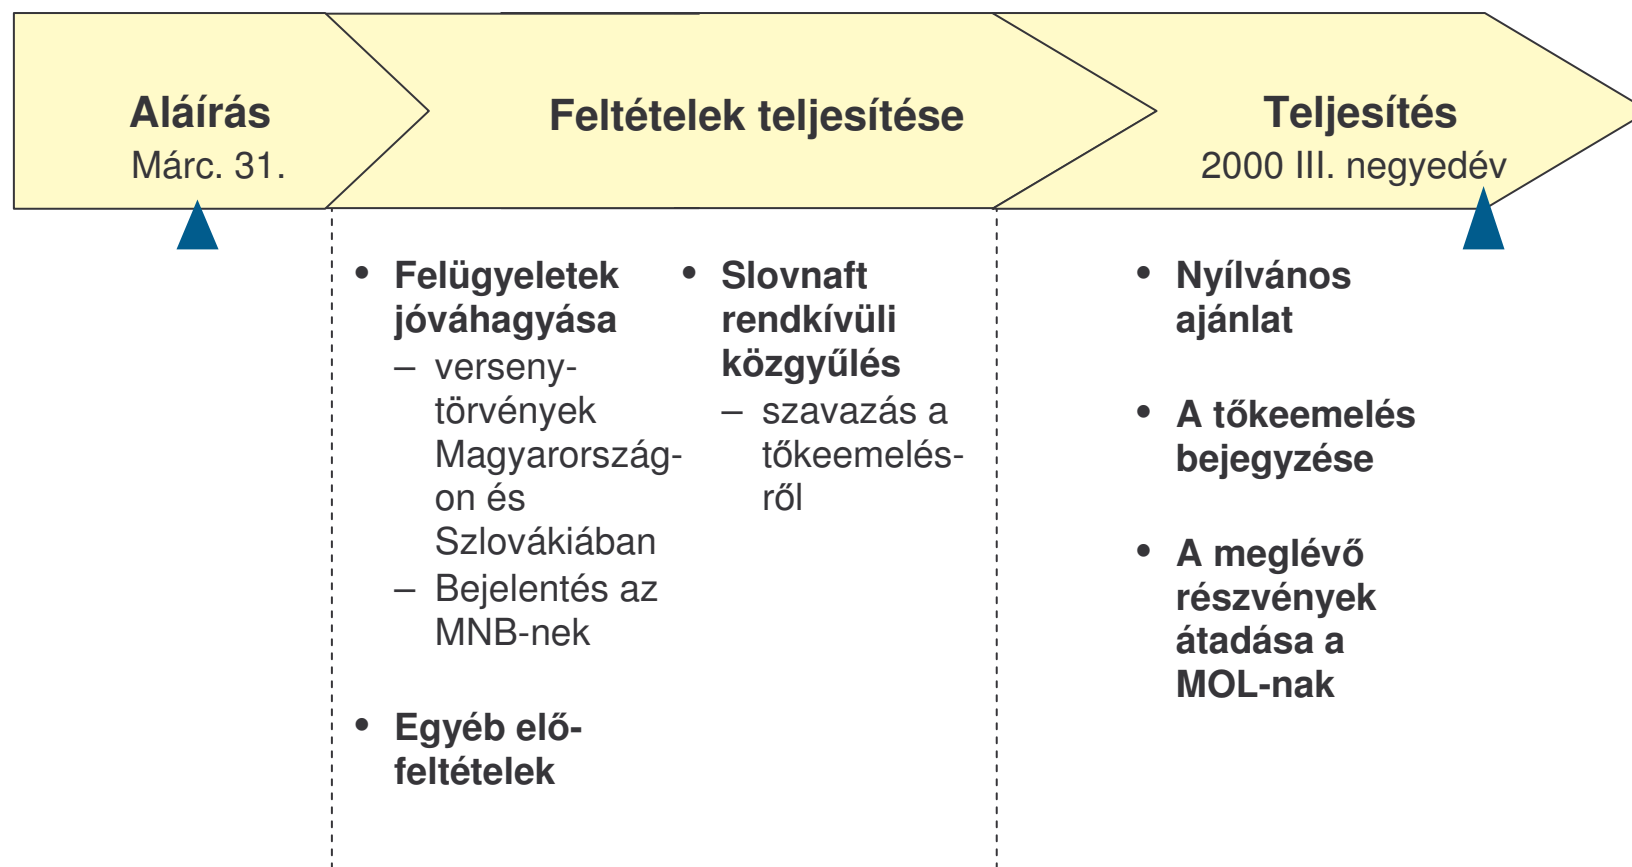 Aláírás
Márc. 31.
Feltételek teljesítése
Teljesítés
2000 III. negyedév
• Felügyeletek
jóváhagyása
– verseny-
törvények
Magyarország-
on és
Szlovákiában
– Bejelentés az
MNB-nek
• Egyéb elő-
feltételek
• Slovnaft
rendkívüli
közgyűlés
– szavazás a
tőkeemelés-
ről
• Nyílvános
ajánlat
• A tőkeemelés
bejegyzése
• A meglévő
részvények
átadása a
MOL-nak